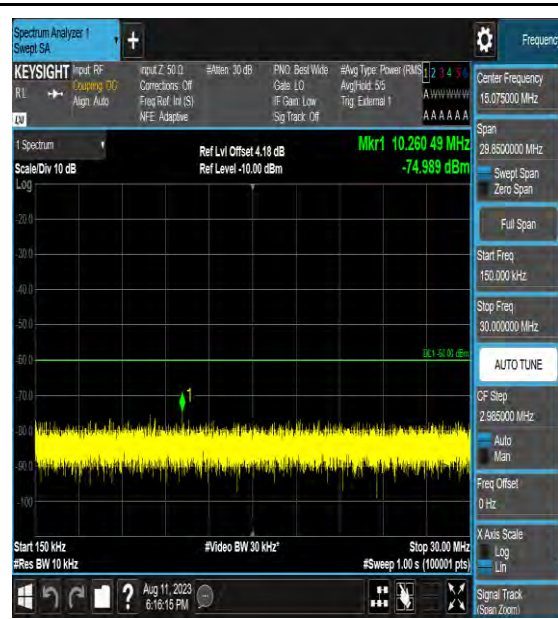 Spectrum Analyzer 1
Swept SA
Frequenc
KEYSIGHT
Input: RF
Coupling: DC
Align: Auto
Input Z: 50 Ω
Corrections: Off
Freq Ref: Int (S)
NFE: Adaptive
#Atten: 30 dB
PNO: Best Wide
Gate: LO
IF Gain: Low
Sig Track: Off
#Avg Type: Power (RMS
Avg|Hold: 5/5
Trig: External 1
1 2 3 4 5 6
A W W W W W
A A A A A A
LXI
1 Spectrum
Scale/Div 10 dB
Log
Ref Lvl Offset 4.18 dB
Ref Level -10.00 dBm
Mkr1 10.260 49 MHz
-74.989 dBm
-20.0
-30.0
-40.0
-50.0
-60.0
-70.0
-80.0
-90.0
-100
DL1 -60.00 dBm
1
Start 150 kHz
#Res BW 10 kHz
#Video BW 30 kHz*
Stop 30.00 MHz
#Sweep 1.00 s (100001 pts)
Center Frequency
15.075000 MHz
Span
29.8500000 MHz
Swept Span
Zero Span
Full Span
Start Freq
150.000 kHz
Stop Freq
30.000000 MHz
AUTO TUNE
CF Step
2.985000 MHz
Auto
Man
Freq Offset
0 Hz
X Axis Scale
Log
Lin
Signal Track
(Span Zoom)
?
Aug 11, 2023
6:16:15 PM